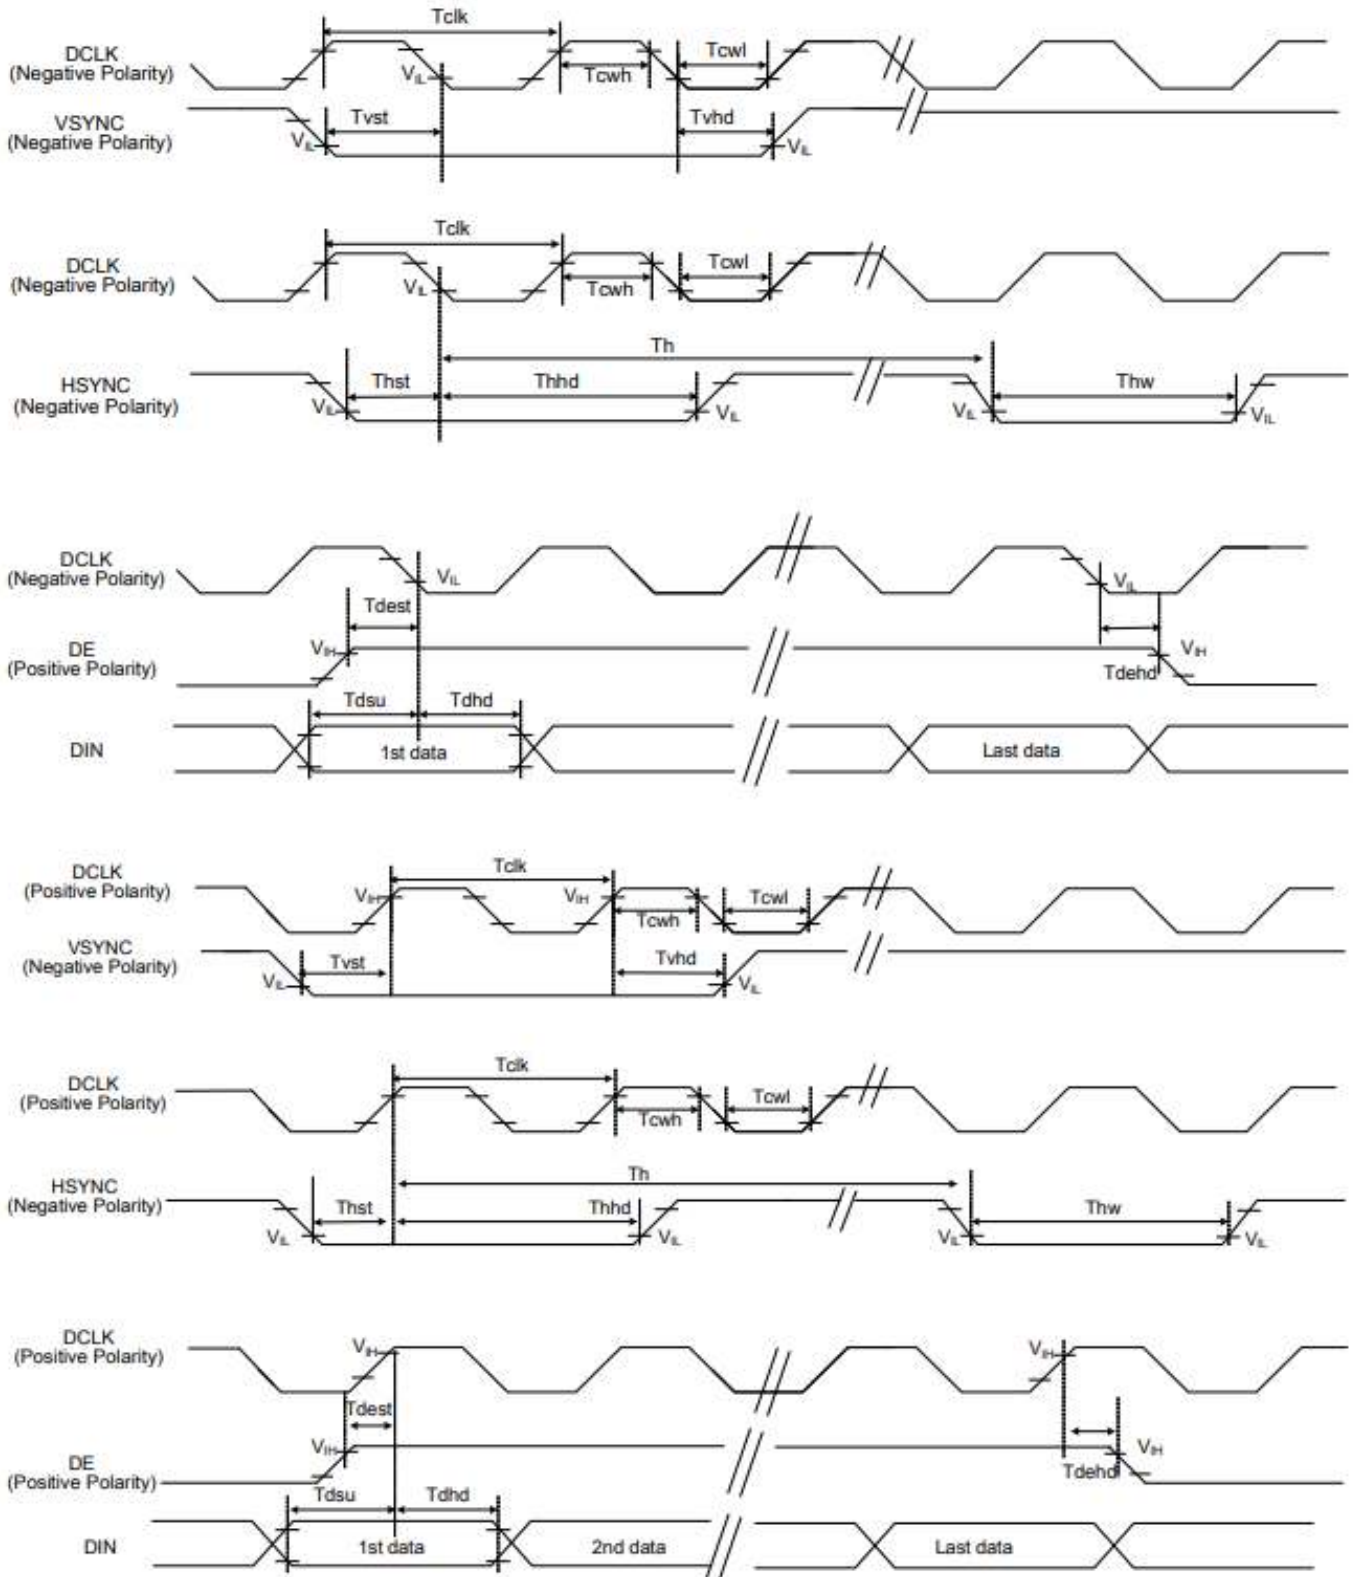 Tclk
DCLK
(Negative Polarity)
VIL
Tcwh
Tcwl
VSYNC
(Negative Polarity)
Tvst
Tvhd
VIL
VIL
Tclk
DCLK
(Negative Polarity)
VIL
Tcwh
Tcwl
Th
HSYNC
(Negative Polarity)
Thst
Thhd
Thw
VIL
VIL
VIL
VIL
DCLK
(Negative Polarity)
VIL
VIL
Tdest
DE
(Positive Polarity)
VIH
VIH
Tdehd
Tdsu
Tdhd
DIN
1st data
Last data
DCLK
(Positive Polarity)
Tclk
VIH
VIH
Tcwh
Tcwl
VSYNC
(Negative Polarity)
Tvst
Tvhd
VIL
VIL
Tclk
DCLK
(Positive Polarity)
Tcwh
Tcwl
Th
HSYNC
(Negative Polarity)
Thst
Thhd
Thw
VIL
VIL
VIL
VIL
DCLK
(Positive Polarity)
VIH
VIH
Tdest
DE
(Positive Polarity)
VIH
VIH
Tdehd
Tdsu
Tdhd
DIN
1st data
2nd data
Last data